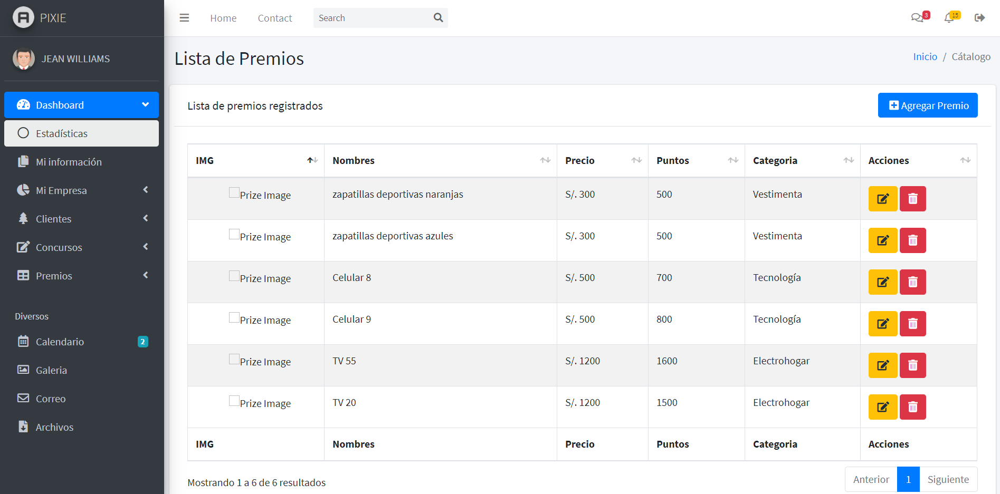 PIXIE
Home
Contact
Search
3
15
JEAN WILLIAMS
Dashboard
Estadísticas
Mi información
Mi Empresa
Clientes
Concursos
Premios
Diversos
Calendario 2
Galeria
Correo
Archivos
Lista de Premios
Inicio / Cátalogo
Lista de premios registrados
Agregar Premio
IMG Nombres Precio Puntos Categoria Acciones
Prize Image zapatillas deportivas naranjas S/. 300 500 Vestimenta
Prize Image zapatillas deportivas azules S/. 300 500 Vestimenta
Prize Image Celular 8 S/. 500 700 Tecnología
Prize Image Celular 9 S/. 500 800 Tecnología
Prize Image TV 55 S/. 1200 1600 Electrohogar
Prize Image TV 20 S/. 1200 1500 Electrohogar
IMG Nombres Precio Puntos Categoria Acciones
Mostrando 1 a 6 de 6 resultados
Anterior 1 Siguiente